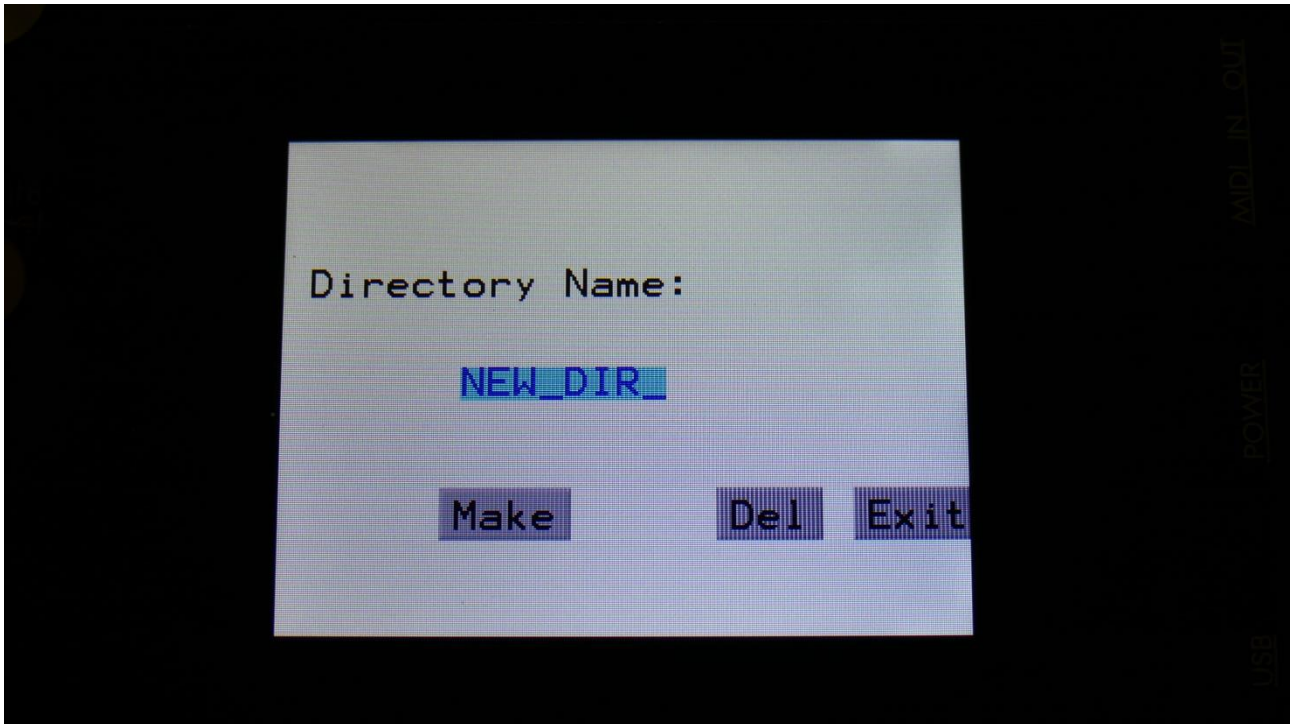 Directory Name:
NEW_DIR_
Make Del Exit
MIDI IN OUT
POWER
USB